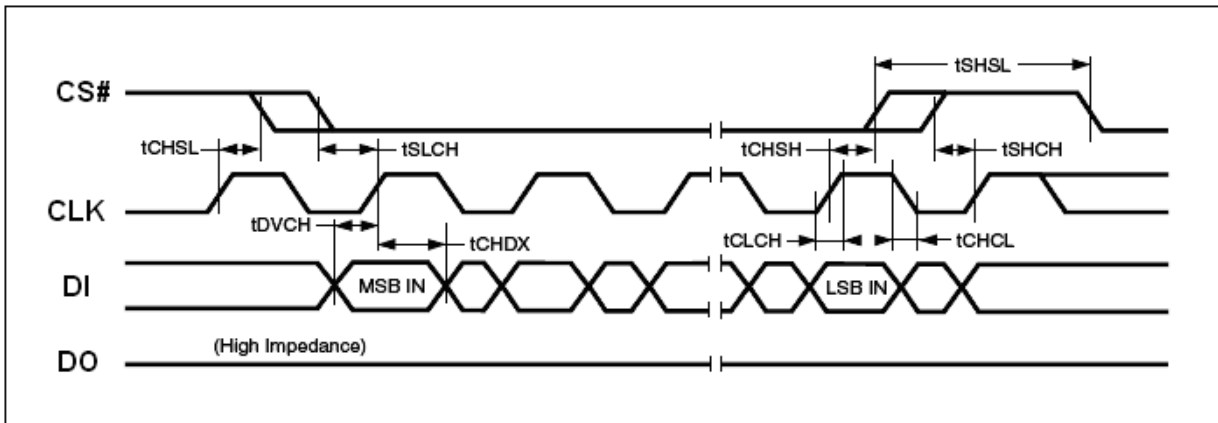 tSHSL
CS#
tCHSL
tSLCH
tCHSH
tSHCH
CLK
tDVCH
tCHDX
tCLCH
tCHCL
DI
MSB IN
LSB IN
(High Impedance)
DO